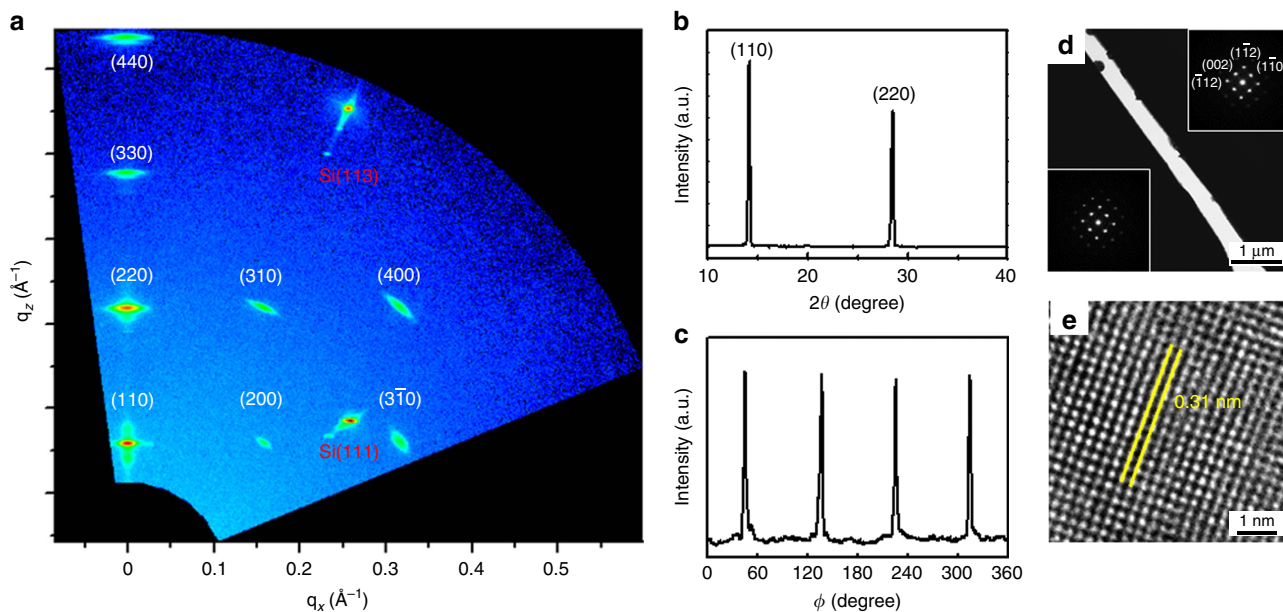 a
(440)
(330)
Si(113)
(220)
(310)
(400)
(110)
(200)
(31̄0)
Si(111)
q_z (Å⁻¹)
0
0.1
0.2
0.3
0.4
0.5
q_x (Å⁻¹)
b
(110)
(220)
Intensity (a.u.)
10
20
30
40
2θ (degree)
c
Intensity (a.u.)
0
60
120
180
240
300
360
ϕ (degree)
d
(11̄2)
(002)
(11̄0)
(1̄12)
1 μm
e
0.31 nm
1 nm